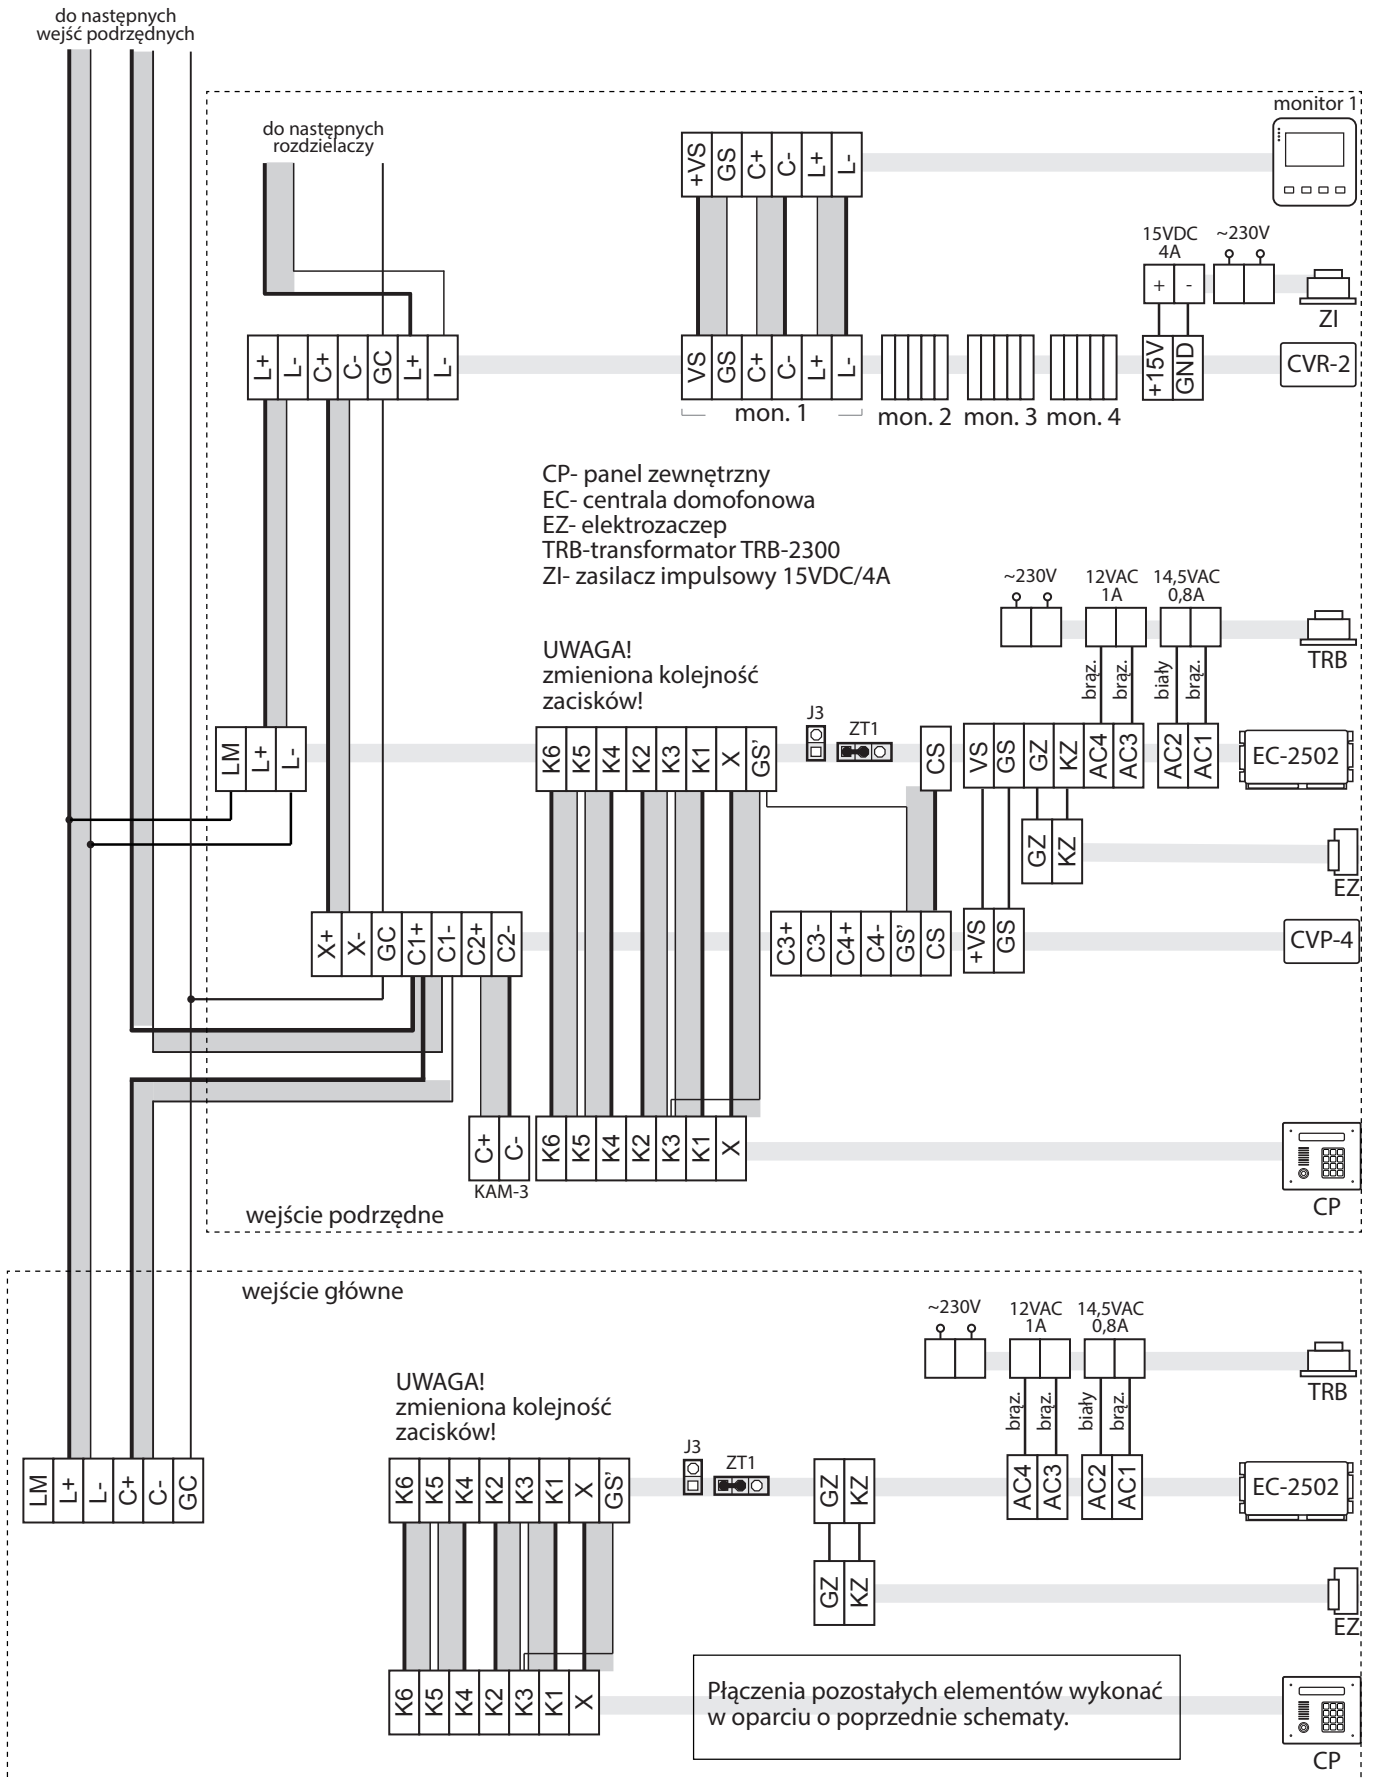 do następnych
wejść podrzędnych
monitor 1
do następnych
rozdzielaczy
+VS GS C+ C- L+ L-
15VDC ~230V
4A
+ -
ZI
L+ L- C+ C- GC L+ L-
VS GS C+ C- L+ L-
+15V GND
CVR-2
mon. 1 mon. 2 mon. 3 mon. 4
CP- panel zewnętrzny
EC- centrala domofonowa
EZ- elektrozaczep
TRB-transformator TRB-2300
ZI- zasilacz impulsowy 15VDC/4A
~230V 12VAC 14,5VAC
1A 0,8A
TRB
UWAGA!
zmieniona kolejność
zacisków!
brąz. brąz. biały brąz.
J3 ZT1
LM L+ L-
K6 K5 K4 K2 K3 K1 X GS'
CS
VS GS GZ KZ AC4 AC3 AC2 AC1
EC-2502
GZ KZ
EZ
X+ X- GC C1+ C1- C2+ C2-
C3+ C3- C4+ C4- GS' CS
+VS GS
CVP-4
C+ C-
K6 K5 K4 K2 K3 K1 X
KAM-3
CP
wejście podrzędne
wejście główne
~230V 12VAC 14,5VAC
1A 0,8A
TRB
UWAGA!
zmieniona kolejność
zacisków!
brąz. brąz. biały brąz.
J3 ZT1
LM L+ L- C+ C- GC
K6 K5 K4 K2 K3 K1 X GS'
GZ KZ
AC4 AC3 AC2 AC1
EC-2502
GZ KZ
EZ
K6 K5 K4 K2 K3 K1 X
Płączenia pozostałych elementów wykonać
w oparciu o poprzednie schematy.
CP